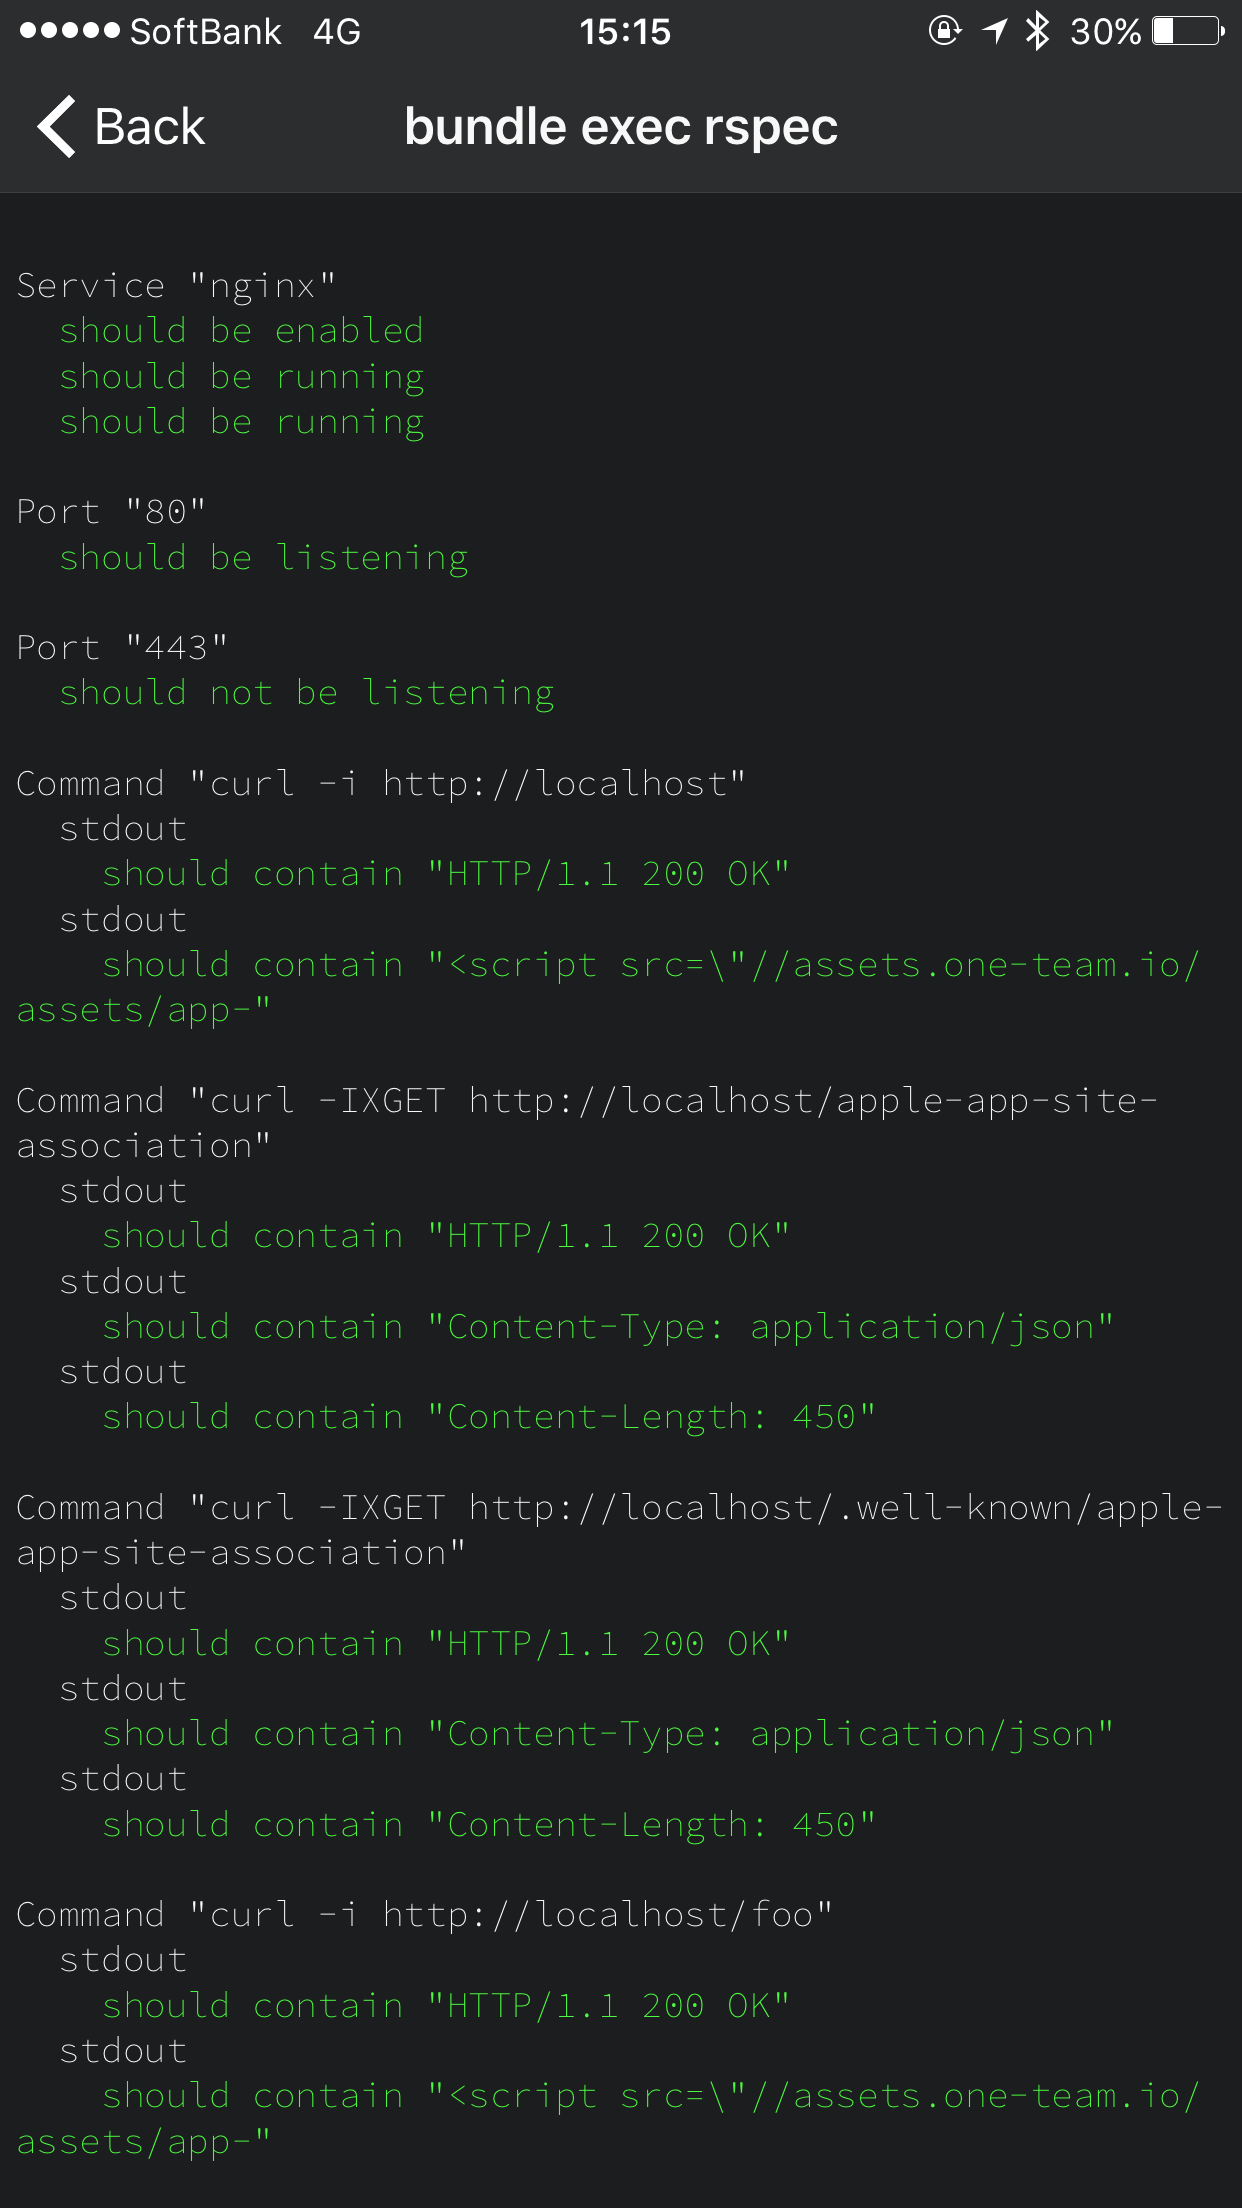 SoftBank 4G 15:15 30%
Back bundle exec rspec
Service "nginx"
should be enabled
should be running
should be running
Port "80"
should be listening
Port "443"
should not be listening
Command "curl -i http://localhost"
stdout
should contain "HTTP/1.1 200 OK"
stdout
should contain "<script src=\"//assets.one-team.io/
assets/app-"
Command "curl -IXGET http://localhost/apple-app-site-
association"
stdout
should contain "HTTP/1.1 200 OK"
stdout
should contain "Content-Type: application/json"
stdout
should contain "Content-Length: 450"
Command "curl -IXGET http://localhost/.well-known/apple-
app-site-association"
stdout
should contain "HTTP/1.1 200 OK"
stdout
should contain "Content-Type: application/json"
stdout
should contain "Content-Length: 450"
Command "curl -i http://localhost/foo"
stdout
should contain "HTTP/1.1 200 OK"
stdout
should contain "<script src=\"//assets.one-team.io/
assets/app-"